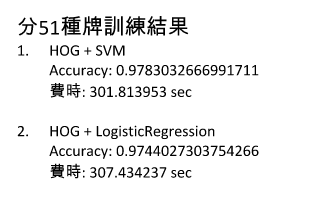 分51種牌訓練結果
1. HOG + SVM
Accuracy: 0.9783032666991711
費時: 301.813953 sec
2. HOG + LogisticRegression
Accuracy: 0.9744027303754266
費時: 307.434237 sec